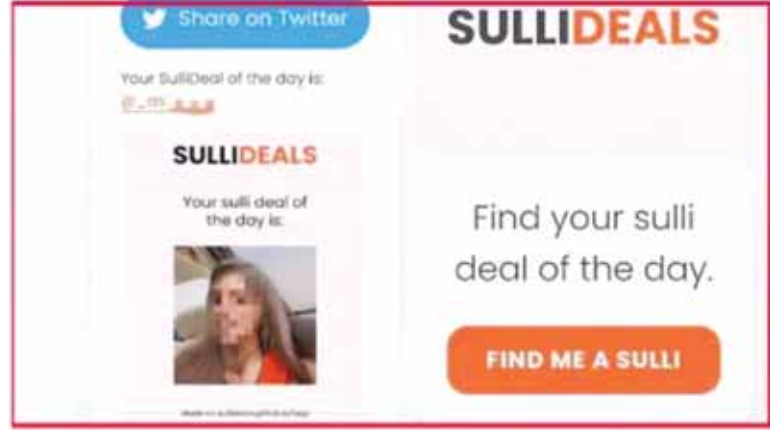 Share on Twitter
Your SulliDeal of the day is:
SULLIDEALS
Your sulli deal of
the day is:
SULLIDEALS
Find your sulli
deal of the day.
FIND ME A SULLI